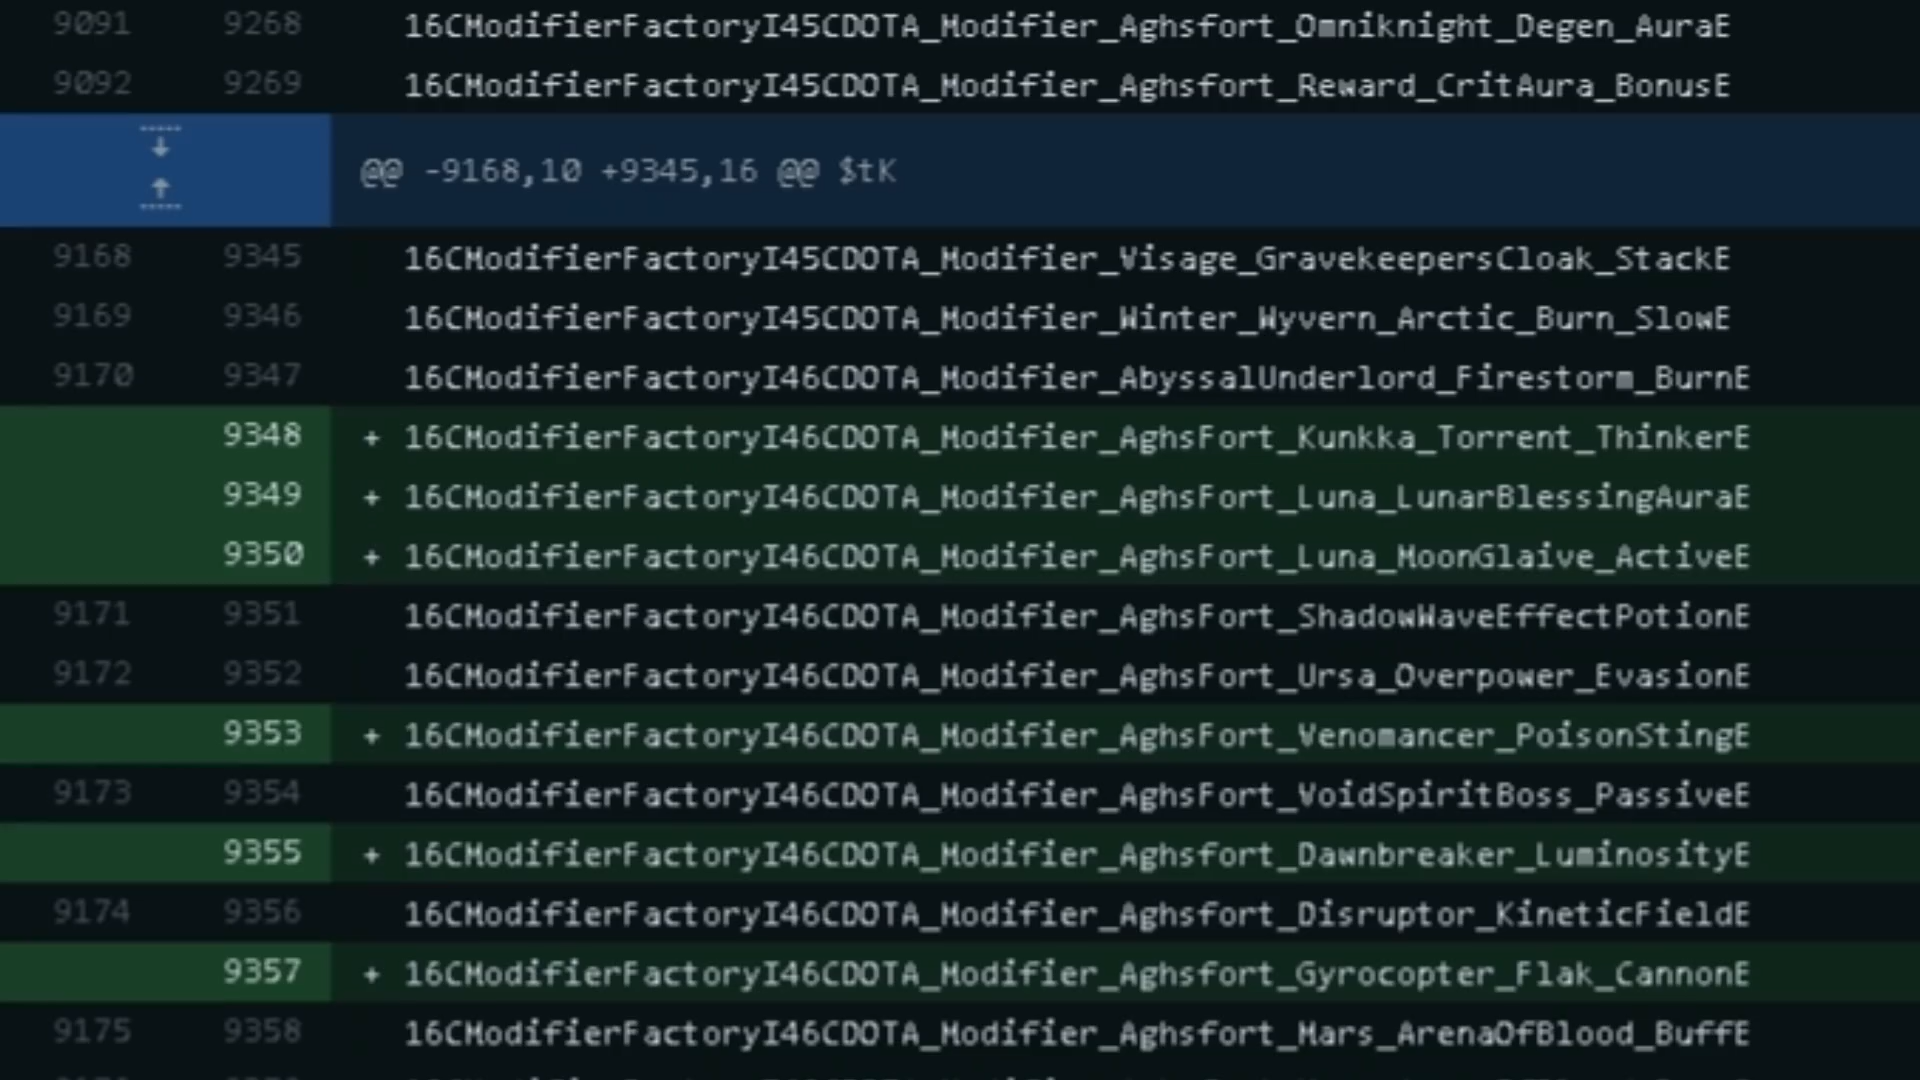 9091 9268 16CModifierFactoryI45CDOTA_Modifier_Aghsfort_Omniknight_Degen_AuraE
9092 9269 16CModifierFactoryI45CDOTA_Modifier_Aghsfort_Reward_CritAura_BonusE
@@ -9168,10 +9345,16 @@ $tK
9168 9345 16CModifierFactoryI45CDOTA_Modifier_Visage_GravekeepersCloak_StackE
9169 9346 16CModifierFactoryI45CDOTA_Modifier_Winter_Wyvern_Arctic_Burn_SlowE
9170 9347 16CModifierFactoryI46CDOTA_Modifier_AbyssalUnderlord_Firestorm_BurnE
9348 + 16CModifierFactoryI46CDOTA_Modifier_AghsFort_Kunkka_Torrent_ThinkerE
9349 + 16CModifierFactoryI46CDOTA_Modifier_AghsFort_Luna_LunarBlessingAuraE
9350 + 16CModifierFactoryI46CDOTA_Modifier_AghsFort_Luna_MoonGlaive_ActiveE
9171 9351 16CModifierFactoryI46CDOTA_Modifier_AghsFort_ShadowWaveEffectPotionE
9172 9352 16CModifierFactoryI46CDOTA_Modifier_AghsFort_Ursa_Overpower_EvasionE
9353 + 16CModifierFactoryI46CDOTA_Modifier_AghsFort_Venomancer_PoisonStingE
9173 9354 16CModifierFactoryI46CDOTA_Modifier_AghsFort_VoidSpiritBoss_PassiveE
9355 + 16CModifierFactoryI46CDOTA_Modifier_Aghsfort_Dawnbreaker_LuminosityE
9174 9356 16CModifierFactoryI46CDOTA_Modifier_Aghsfort_Disruptor_KineticFieldE
9357 + 16CModifierFactoryI46CDOTA_Modifier_Aghsfort_Gyrocopter_Flak_CannonE
9175 9358 16CModifierFactoryI46CDOTA_Modifier_Aghsfort_Mars_ArenaOfBlood_BuffE